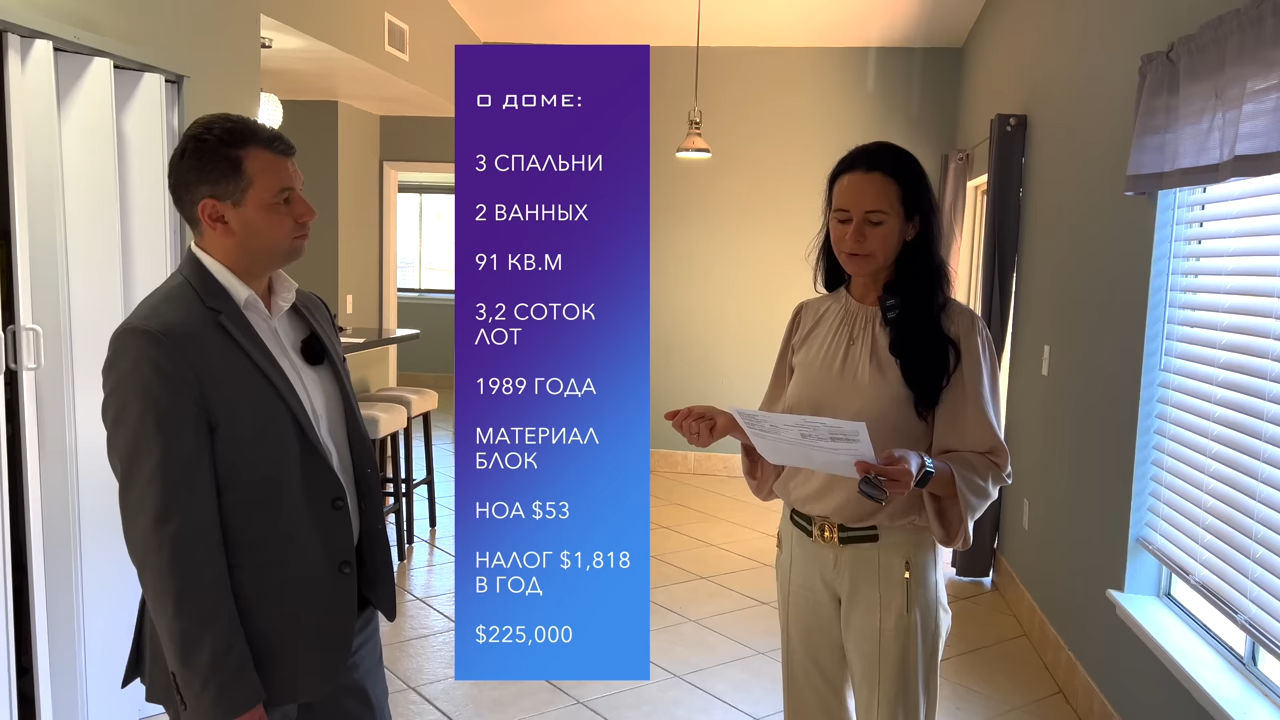 О ДОМЕ:
3 СПАЛЬНИ
2 ВАННЫХ
91 КВ.М
3,2 СОТОК
ЛОТ
1989 ГОДА
МАТЕРИАЛ
БЛОК
HOA $53
НАЛОГ $1,818
В ГОД
$225,000